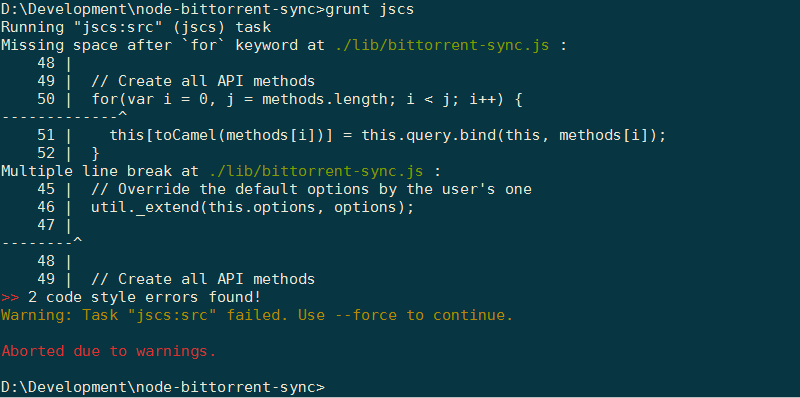 D:\Development\node-bittorrent-sync>grunt jscs
Running "jscs:src" (jscs) task
Missing space after `for` keyword at ./lib/bittorrent-sync.js :
    48 |
    49 |  // Create all API methods
    50 |  for(var i = 0, j = methods.length; i < j; i++) {
-------------^
    51 |    this[toCamel(methods[i])] = this.query.bind(this, methods[i]);
    52 |  }
Multiple line break at ./lib/bittorrent-sync.js :
    45 |  // Override the default options by the user's one
    46 |  util._extend(this.options, options);
    47 |
--------^
    48 |
    49 |  // Create all API methods
>> 2 code style errors found!
Warning: Task "jscs:src" failed. Use --force to continue.

Aborted due to warnings.

D:\Development\node-bittorrent-sync>